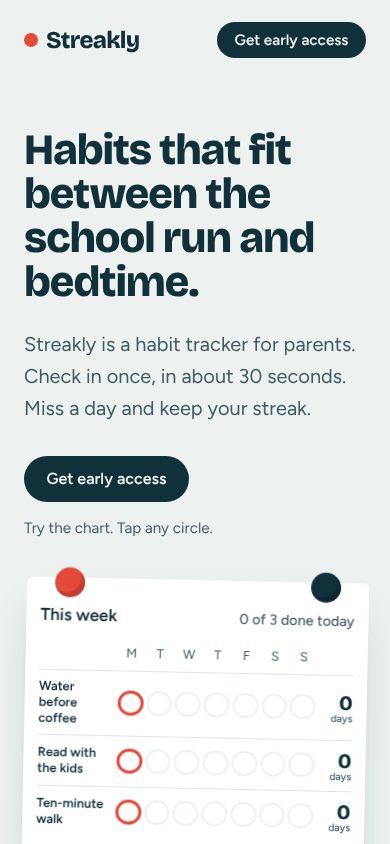 Streakly
Get early access
Habits that fit
between the
school run and
bedtime.
Streakly is a habit tracker for parents.
Check in once, in about 30 seconds.
Miss a day and keep your streak.
Get early access
Try the chart. Tap any circle.
This week
0 of 3 done today
M T W T F S S
Water
before
coffee
0
days
Read with
the kids
0
days
Ten-minute
walk
0
days